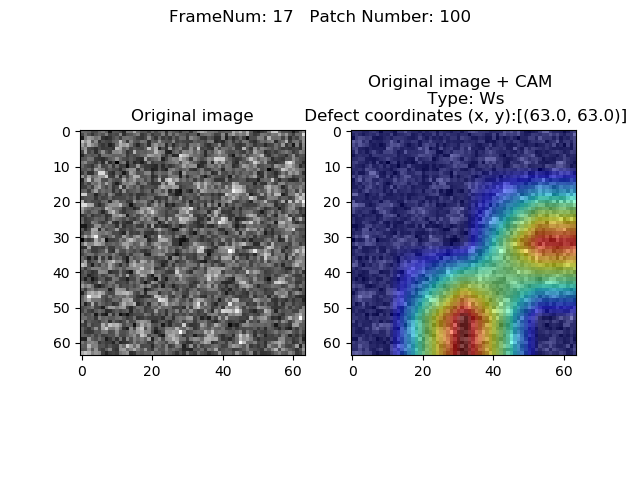 FrameNum: 17   Patch Number: 100
Original image
Original image + CAM
Type: Ws
Defect coordinates (x, y):[(63.0, 63.0)]
0
10
20
30
40
50
60
0 20 40 60
0
10
20
30
40
50
60
0 20 40 60